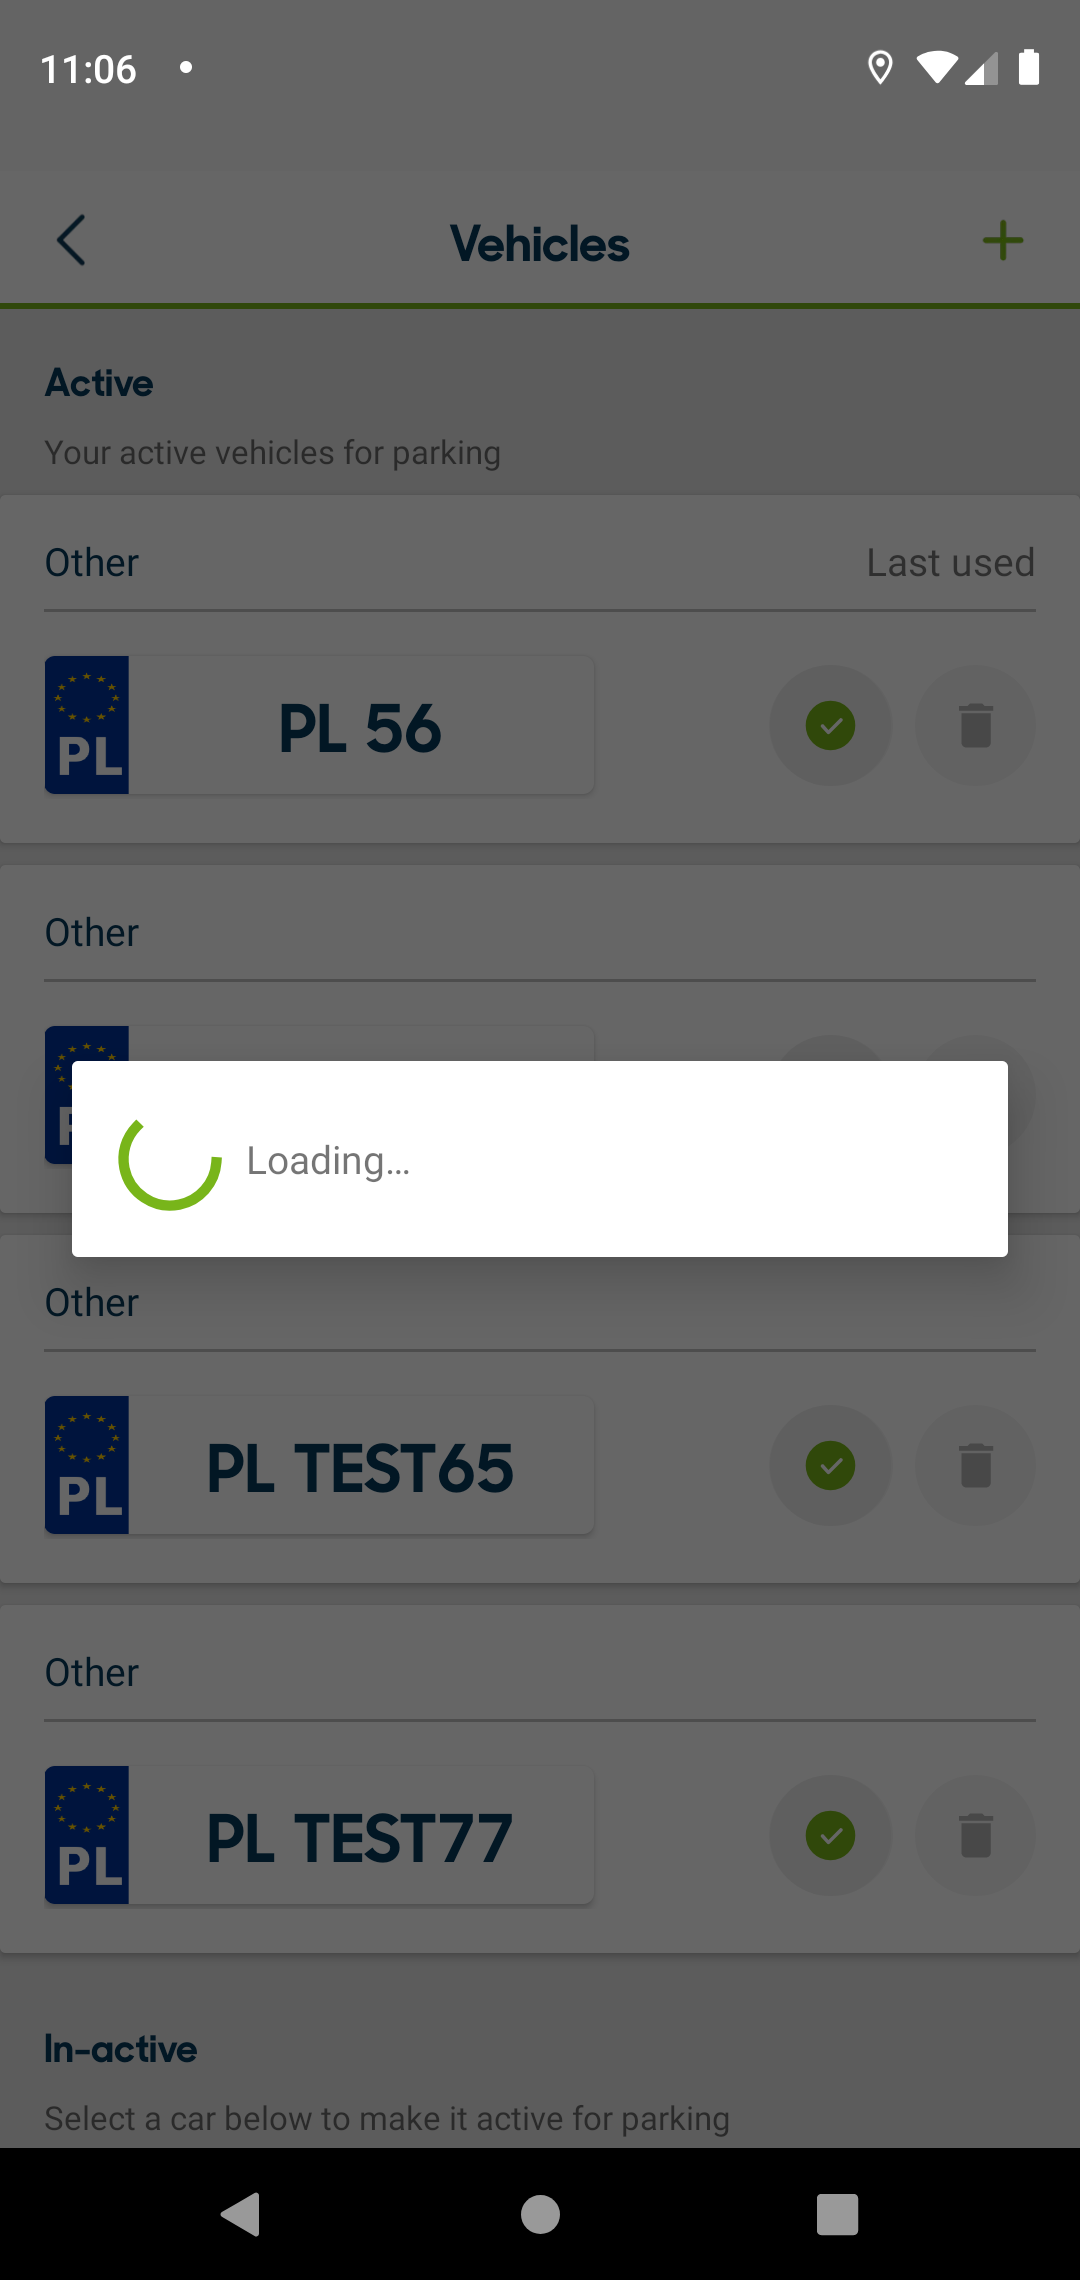 11:06
Vehicles
Active
Your active vehicles for parking
Other
Last used
PL
PL 56
Other
Loading...
Other
PL
PL TEST65
Other
PL
PL TEST77
In-active
Select a car below to make it active for parking